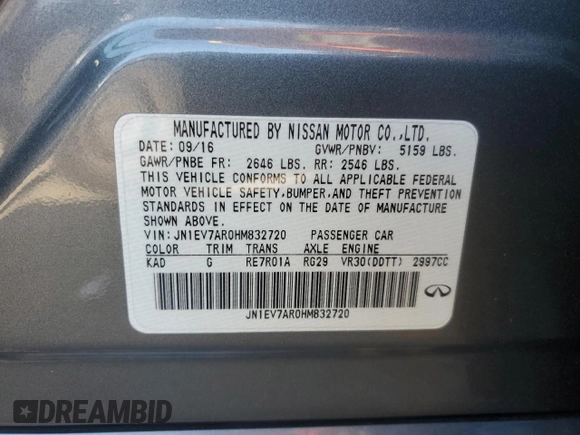 MANUFACTURED BY NISSAN MOTOR CO.,LTD.
DATE: 09/16 GVWR/PNBV: 5159 LBS.
GAWR/PNBE FR: 2646 LBS. RR: 2546 LBS.
THIS VEHICLE CONFORMS TO ALL APPLICABLE FEDERAL
MOTOR VEHICLE SAFETY,BUMPER,AND THEFT PREVENTION
STANDARDS IN EFFECT ON THE DATE OF MANUFACTURE
SHOWN ABOVE.
VIN: JN1EV7AR0HM832720 PASSENGER CAR
COLOR TRIM TRANS AXLE ENGINE
KAD G RE7R01A RG29 VR30(DDTT) 2997CC
JN1EV7AR0HM832720
DREAMBID